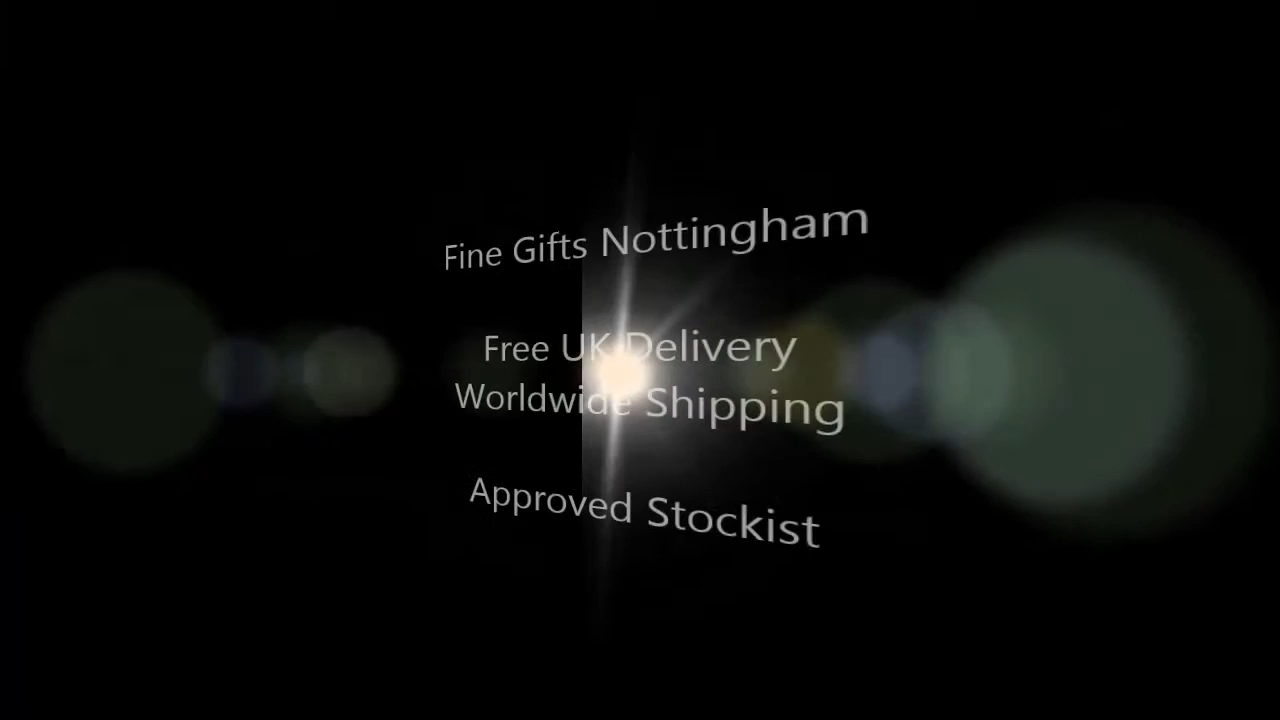 Fine Gifts Nottingham
Free UK Delivery
Worldwide Shipping
Approved Stockist